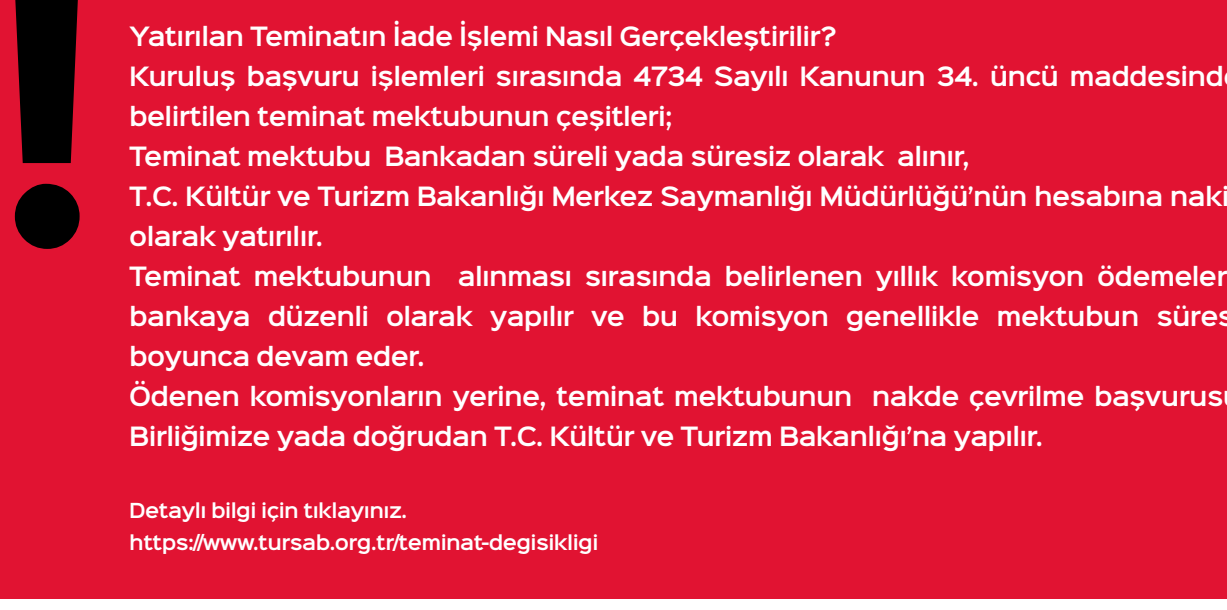 Yatırılan Teminatın İade İşlemi Nasıl Gerçekleştirilir?
Kuruluş başvuru işlemleri sırasında 4734 Sayılı Kanunun 34. üncü maddesinde
belirtilen teminat mektubunun çeşitleri;
Teminat mektubu Bankadan süreli yada süresiz olarak alınır,
T.C. Kültür ve Turizm Bakanlığı Merkez Saymanlığı Müdürlüğü'nün hesabına naki
olarak yatırılır.
Teminat mektubunun alınması sırasında belirlenen yıllık komisyon ödemeler
bankaya düzenli olarak yapılır ve bu komisyon genellikle mektubun süres
boyunca devam eder.
Ödenen komisyonların yerine, teminat mektubunun nakde çevrilme başvurusu
Birliğimize yada doğrudan T.C. Kültür ve Turizm Bakanlığı'na yapılır.
Detaylı bilgi için tıklayınız.
https://www.tursab.org.tr/teminat-degisikligi